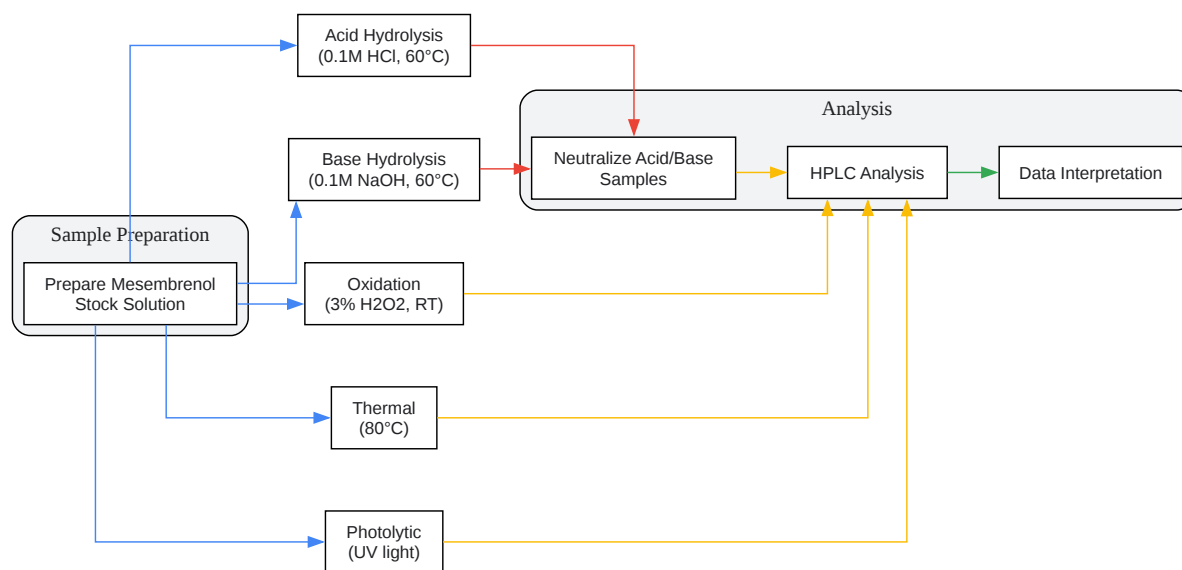 Acid Hydrolysis
(0.1M HCl, 60°C)
Analysis
Base Hydrolysis
(0.1M NaOH, 60°C)
Neutralize Acid/Base
Samples
HPLC Analysis
Data Interpretation
Sample Preparation
Prepare Mesembrenol
Stock Solution
Oxidation
(3% H2O2, RT)
Thermal
(80°C)
Photolytic
(UV light)